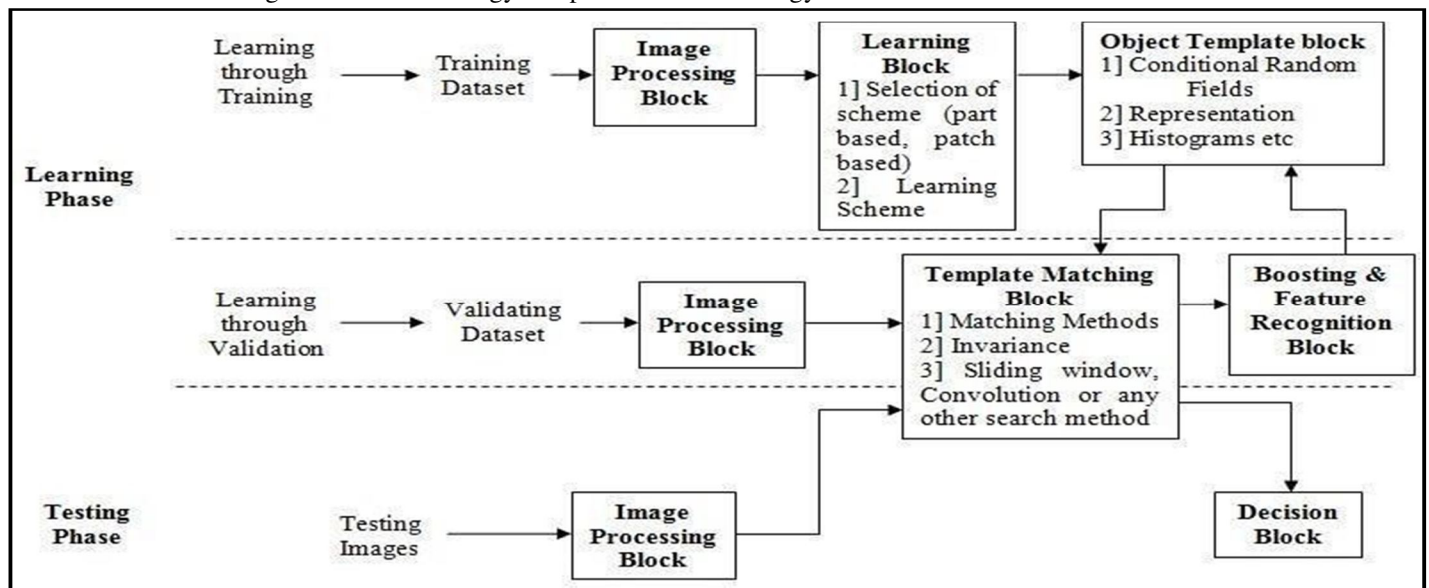 Learning
through
Training
Training
Dataset
Image
Processing
Block
Learning
Block
1] Selection of
scheme (part
based, patch
based)
2] Learning
Scheme
Object Template block
1] Conditional Random
Fields
2] Representation
3] Histograms etc
Learning
Phase
Learning
through
Validation
Validating
Dataset
Image
Processing
Block
Template Matching
Block
1] Matching Methods
2] Invariance
3] Sliding window,
Convolution or any
other search method
Boosting &
Feature
Recognition
Block
Testing
Phase
Testing
Images
Image
Processing
Block
Decision
Block